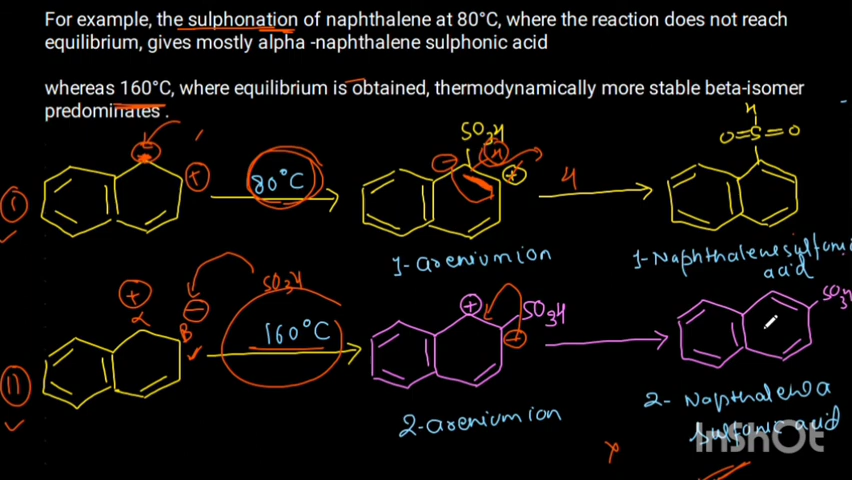 For example, the sulphonation of naphthalene at 80°C, where the reaction does not reach
equilibrium, gives mostly alpha -naphthalene sulphonic acid
whereas 160°C, where equilibrium is obtained, thermodynamically more stable beta-isomer
predominates .
SO3H
H
O=S=O
I
+
80°C
−
H
+
H
1-arenium ion
1-Naphthalenesulfonic
acid
+
α
−
SO3H
β
II
160°C
+
SO3H
+
SO3H
2-arenium ion
2- Napthalena
sulfonic acid
InShOt